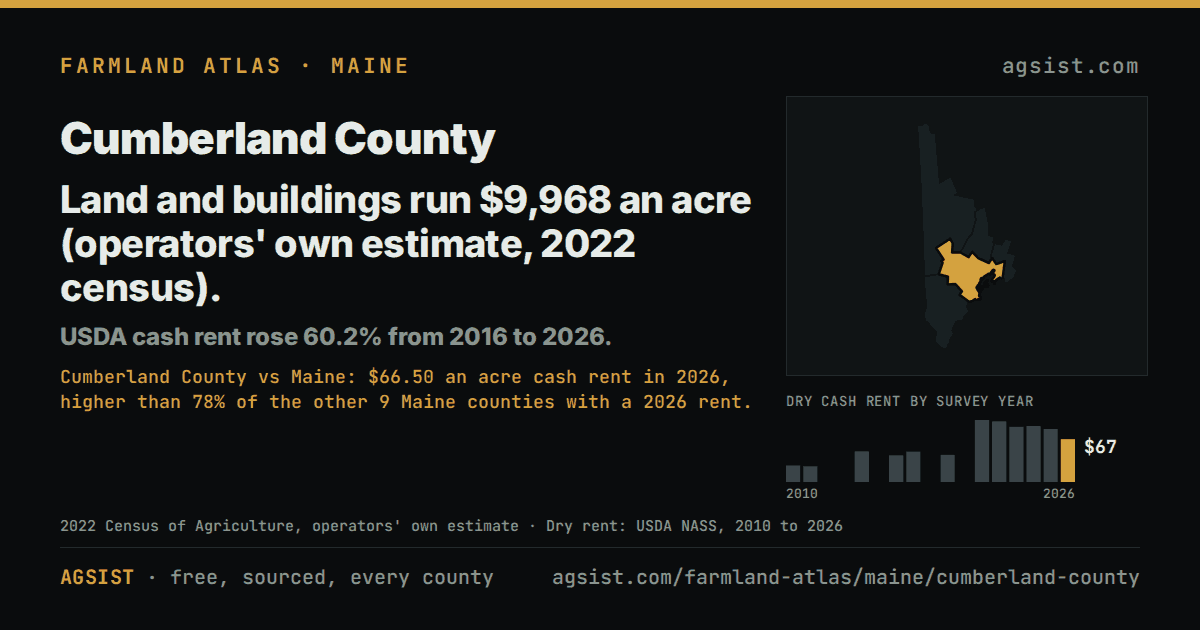 FARMLAND ATLAS · MAINE
agsist.com
Cumberland County
Land and buildings run $9,968 an acre
(operators' own estimate, 2022
census).
USDA cash rent rose 60.2% from 2016 to 2026.
Cumberland County vs Maine: $66.50 an acre cash rent in 2026,
higher than 78% of the other 9 Maine counties with a 2026 rent.
DRY CASH RENT BY SURVEY YEAR
$67
2010
2026
2022 Census of Agriculture, operators' own estimate · Dry rent: USDA NASS, 2010 to 2026
AGSIST · free, sourced, every county
agsist.com/farmland-atlas/maine/cumberland-county